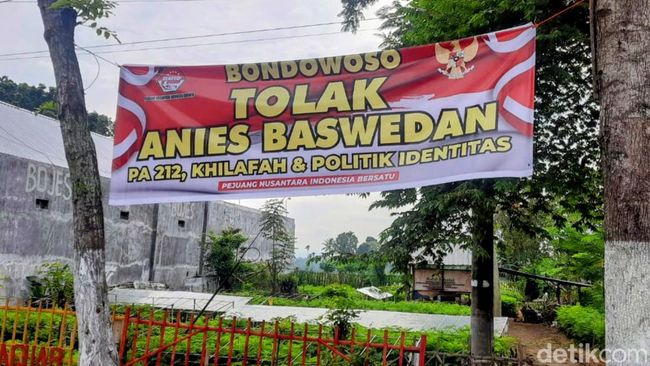 BONDOWOSO
TOLAK
ANIES BASWEDAN
PA 212, KHILAFAH & POLITIK IDENTITAS
PEJUANG NUSANTARA INDONESIA BERSATU
detikcom